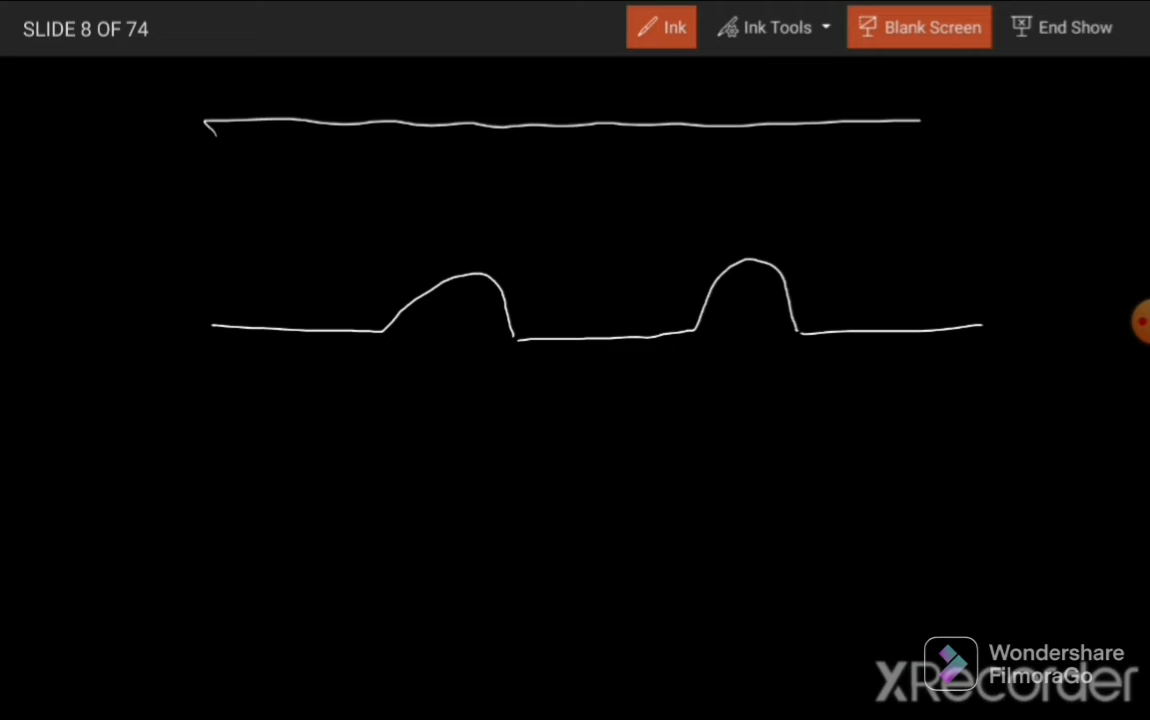 SLIDE 8 OF 74 Ink Ink Tools Blank Screen End Show
Wondershare
FilmoraGo
XRecorder